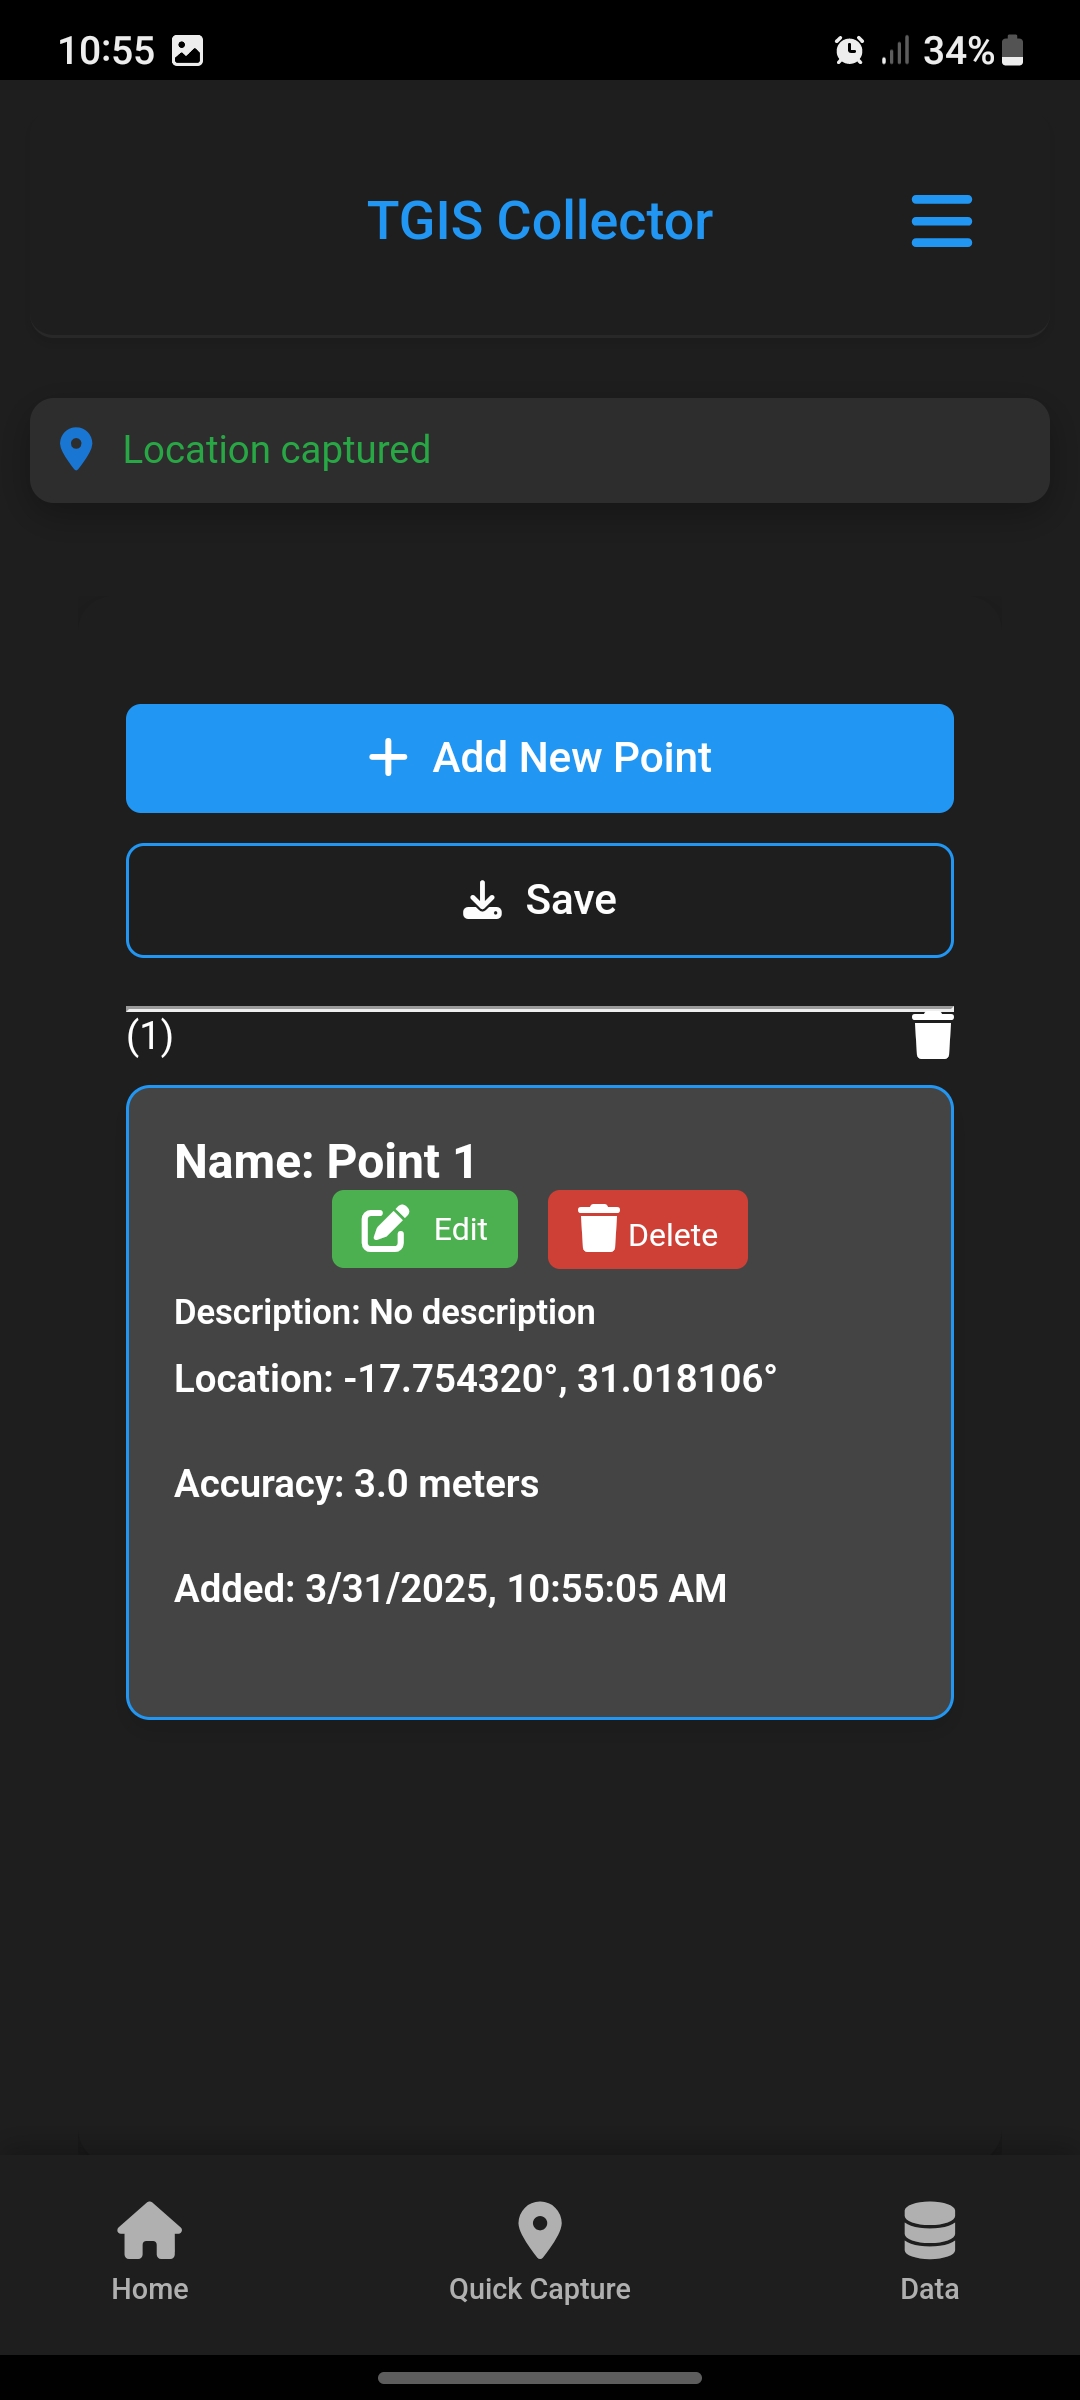 10:55 34%
TGIS Collector
Location captured
Add New Point
Save
(1)
Name: Point 1
Edit Delete
Description: No description
Location: -17.754320°, 31.018106°
Accuracy: 3.0 meters
Added: 3/31/2025, 10:55:05 AM
Home Quick Capture Data